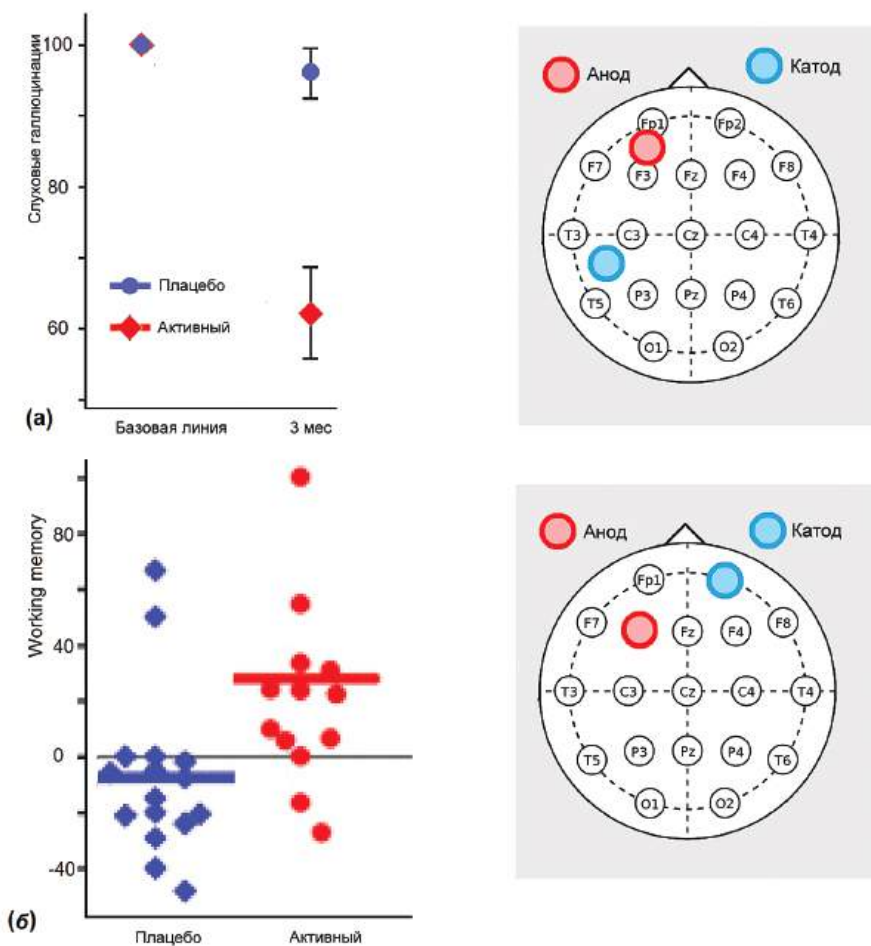 100
80
60
Слуховые галлюцинации
Плацебо
Активный
Базовая линия
3 мес
(а)
Анод
Катод
Fp1
Fp2
F7
F3
Fz
F4
F8
T3
C3
Cz
C4
T4
T5
P3
Pz
P4
T6
O1
O2
80
40
0
-40
Working memory
Плацебо
Активный
(б)
Анод
Катод
Fp1
F7
Fz
F4
F8
T3
C3
Cz
C4
T4
T5
P3
Pz
P4
T6
O1
O2